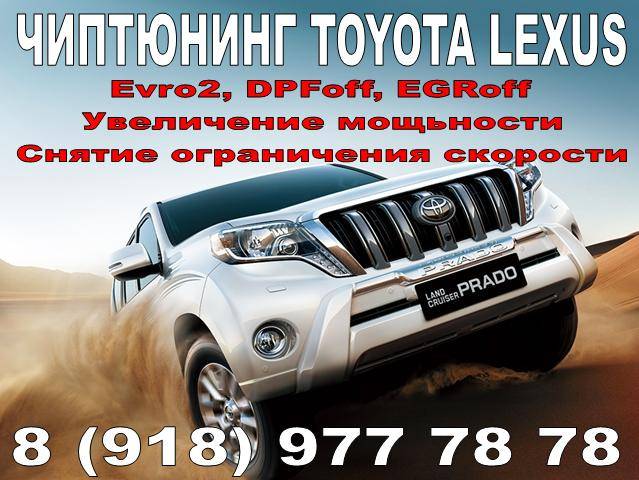 ЧИПТЮНИНГ TOYOTA LEXUS
Evro2, DPFoff, EGRoff
Увеличение мощьности
Снятие ограничения скорости
PRADO
LAND CRUISER PRADO
8 (918) 977 78 78